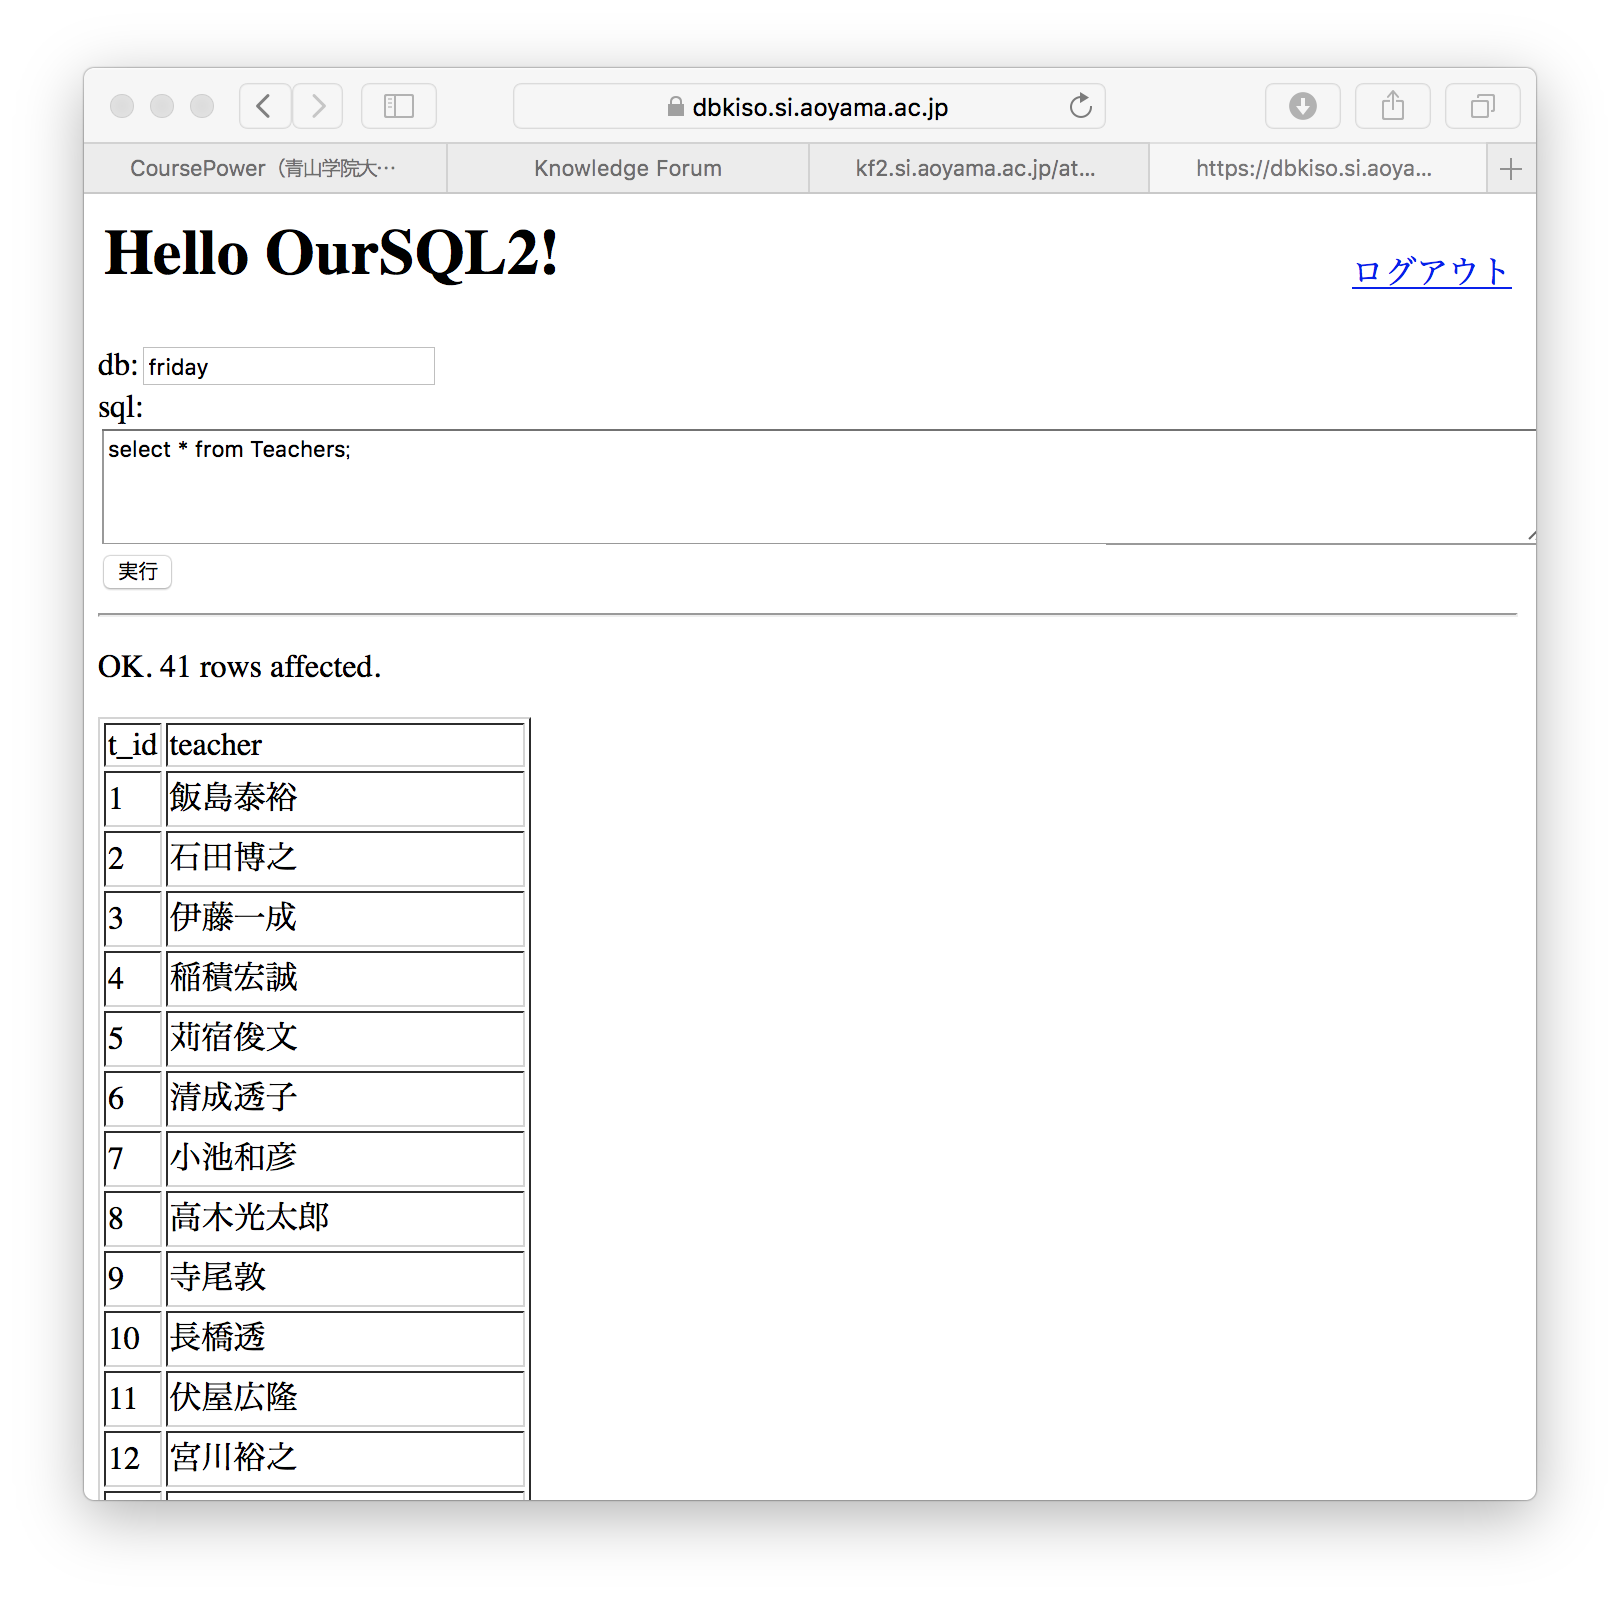 dbkiso.si.aoyama.ac.jp
CoursePower（青山学院大… Knowledge Forum kf2.si.aoyama.ac.jp/at... https://dbkiso.si.aoya...
Hello OurSQL2!
ログアウト
db: friday
sql:
select * from Teachers;
実行
OK. 41 rows affected.
t_id teacher
1 飯島泰裕
2 石田博之
3 伊藤一成
4 稲積宏誠
5 苅宿俊文
6 清成透子
7 小池和彦
8 高木光太郎
9 寺尾敦
10 長橋透
11 伏屋広隆
12 宮川裕之